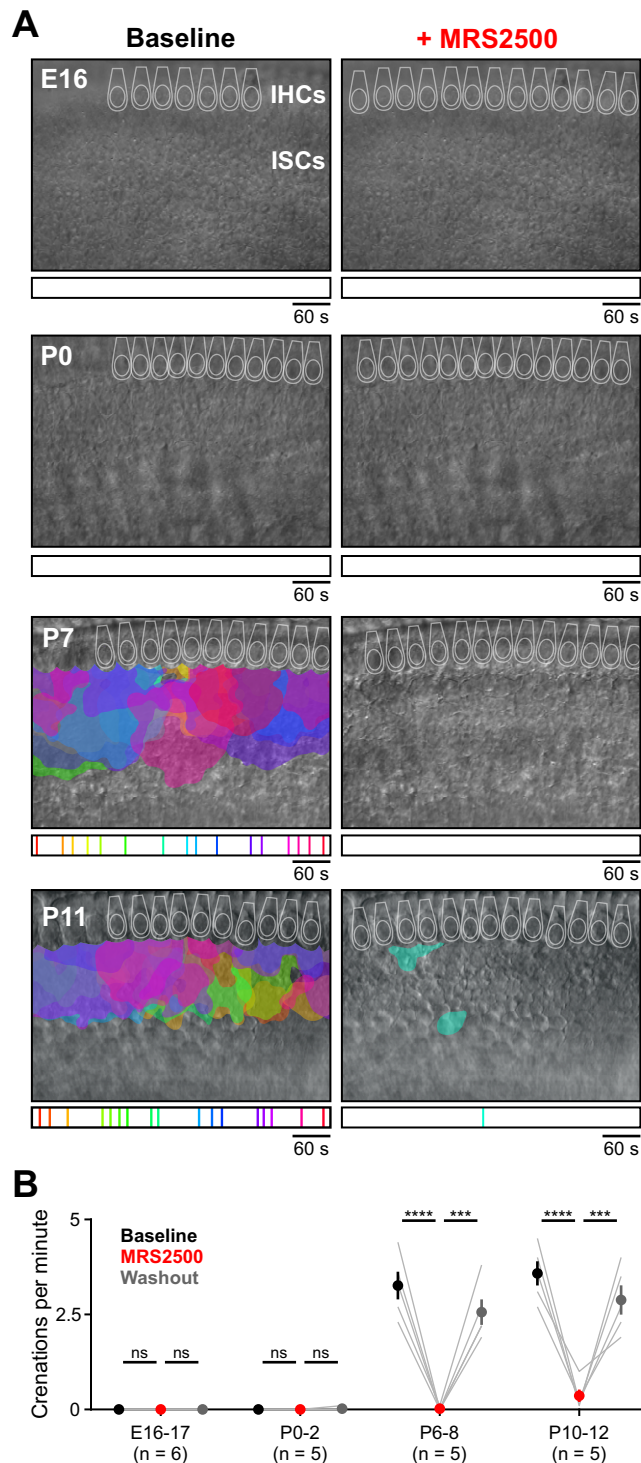 A
Baseline
+ MRS2500
E16
IHCs
ISCs
60 s
60 s
P0
60 s
60 s
P7
60 s
60 s
P11
60 s
60 s
B
Crenations per minute
5
2.5
0
Baseline
MRS2500
Washout
ns ns ns ns **** *** **** ***
E16-17 P0-2 P6-8 P10-12
(n = 6) (n = 5) (n = 5) (n = 5)